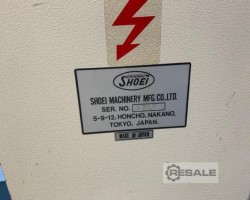 ORIGINAL
SHOEI
SHOEI MACHINERY MFG.CO.LTD.
SER. NO.
5-8-12, HONCHO, NAKANO,
TOKYO, JAPAN.
MADE IN JAPAN
RESALE